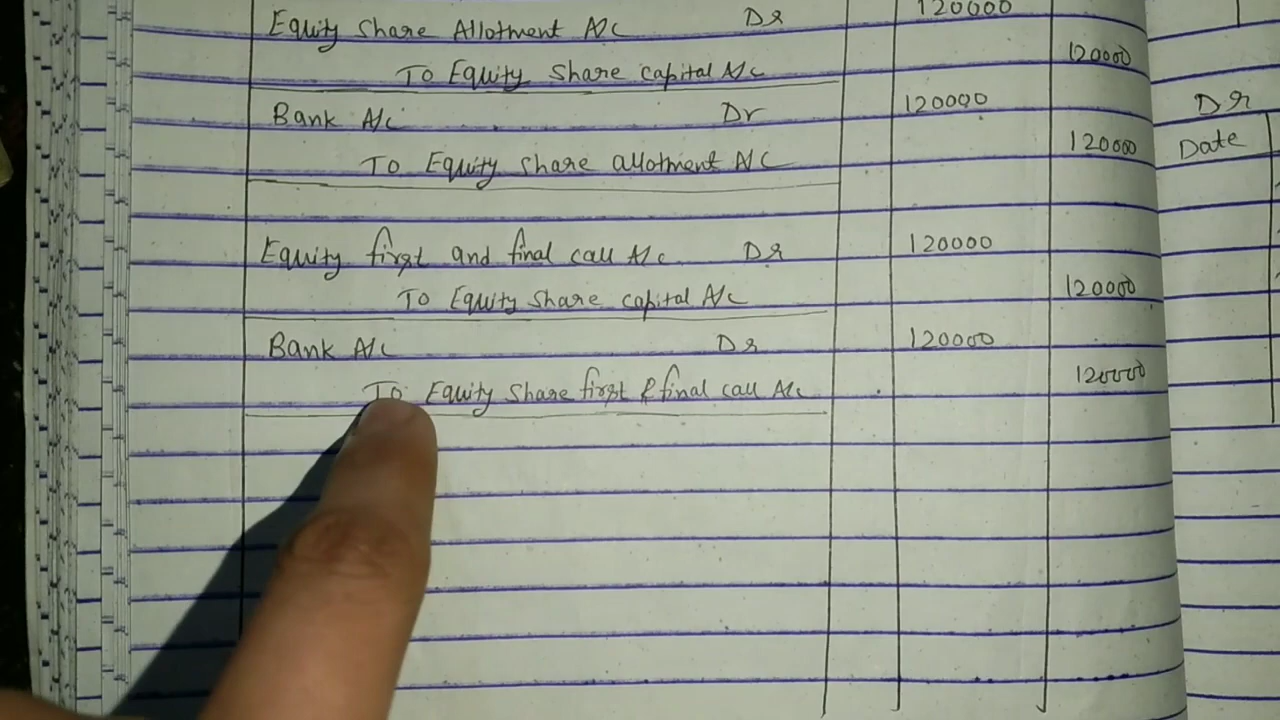 Equity Share Allotment A/c Dr 120000
To Equity share capital A/c 120000
Bank A/c Dr 120000
To Equity share allotment A/c 120000
Equity first and final call A/c Dr 120000
To Equity share capital A/c 120000
Bank A/c Dr 120000
To Equity Share first & final call A/c 120000
Dr
Date